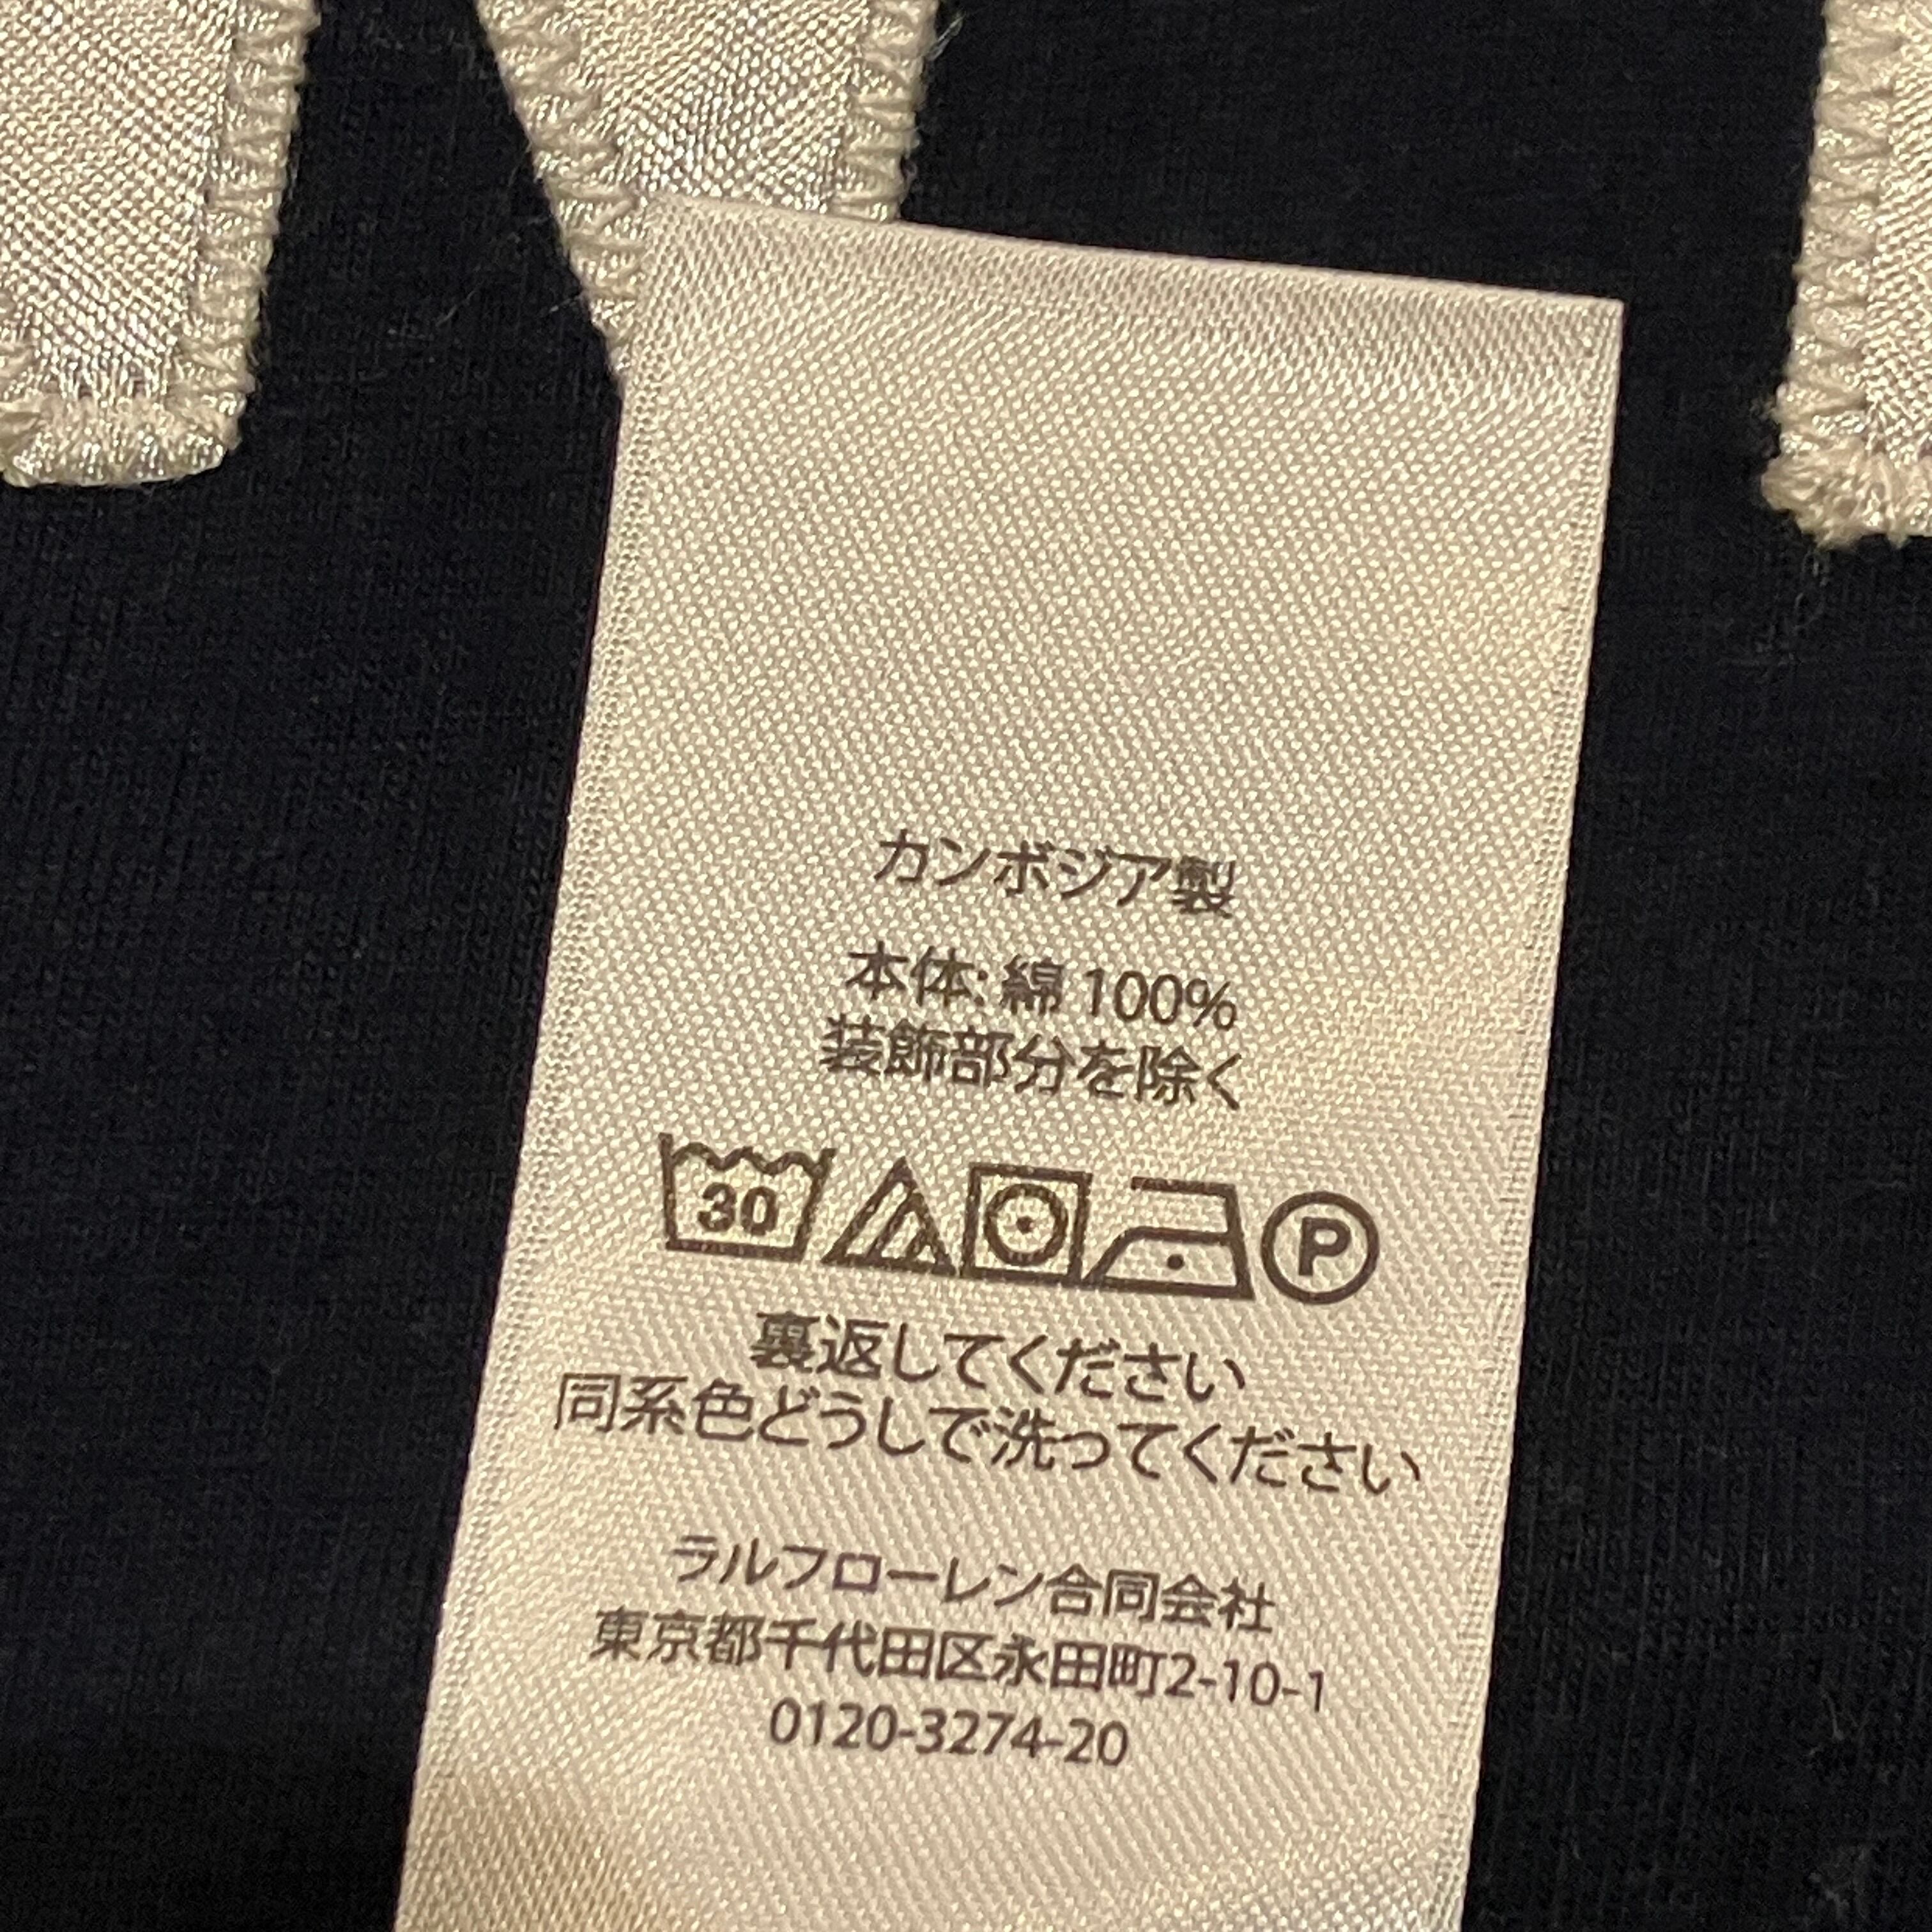 カンボジア製
本体: 綿 100%
装飾部分を除く
30 P
裏返してください
同系色どうしで洗ってください
ラルフローレン合同会社
東京都千代田区永田町2-10-1
0120-3274-20